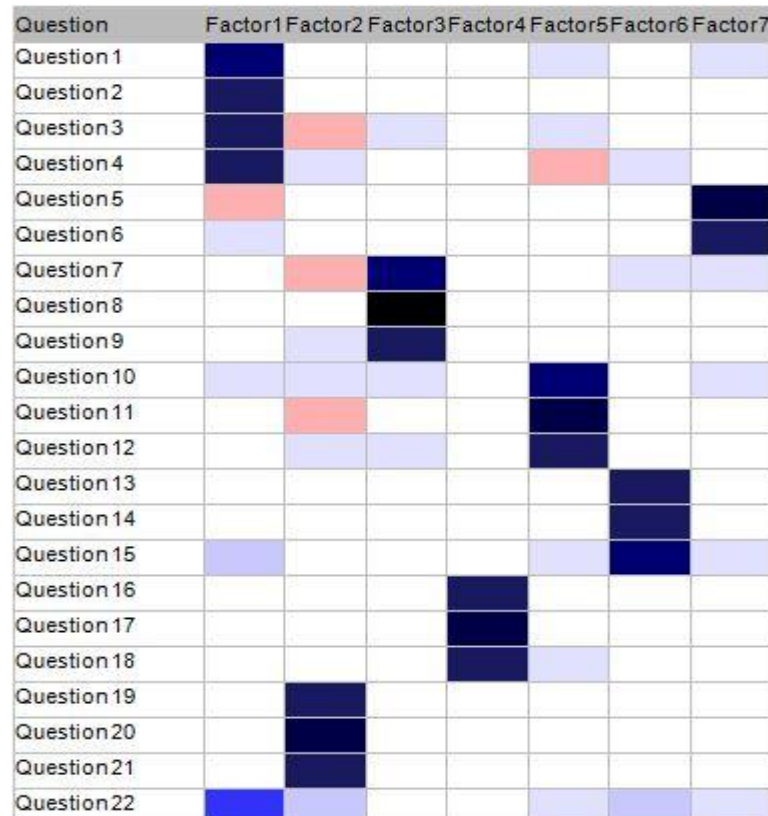 Question Factor1 Factor2 Factor3 Factor4 Factor5 Factor6 Factor7
Question 1
Question 2
Question 3
Question 4
Question 5
Question 6
Question 7
Question 8
Question 9
Question 10
Question 11
Question 12
Question 13
Question 14
Question 15
Question 16
Question 17
Question 18
Question 19
Question 20
Question 21
Question 22